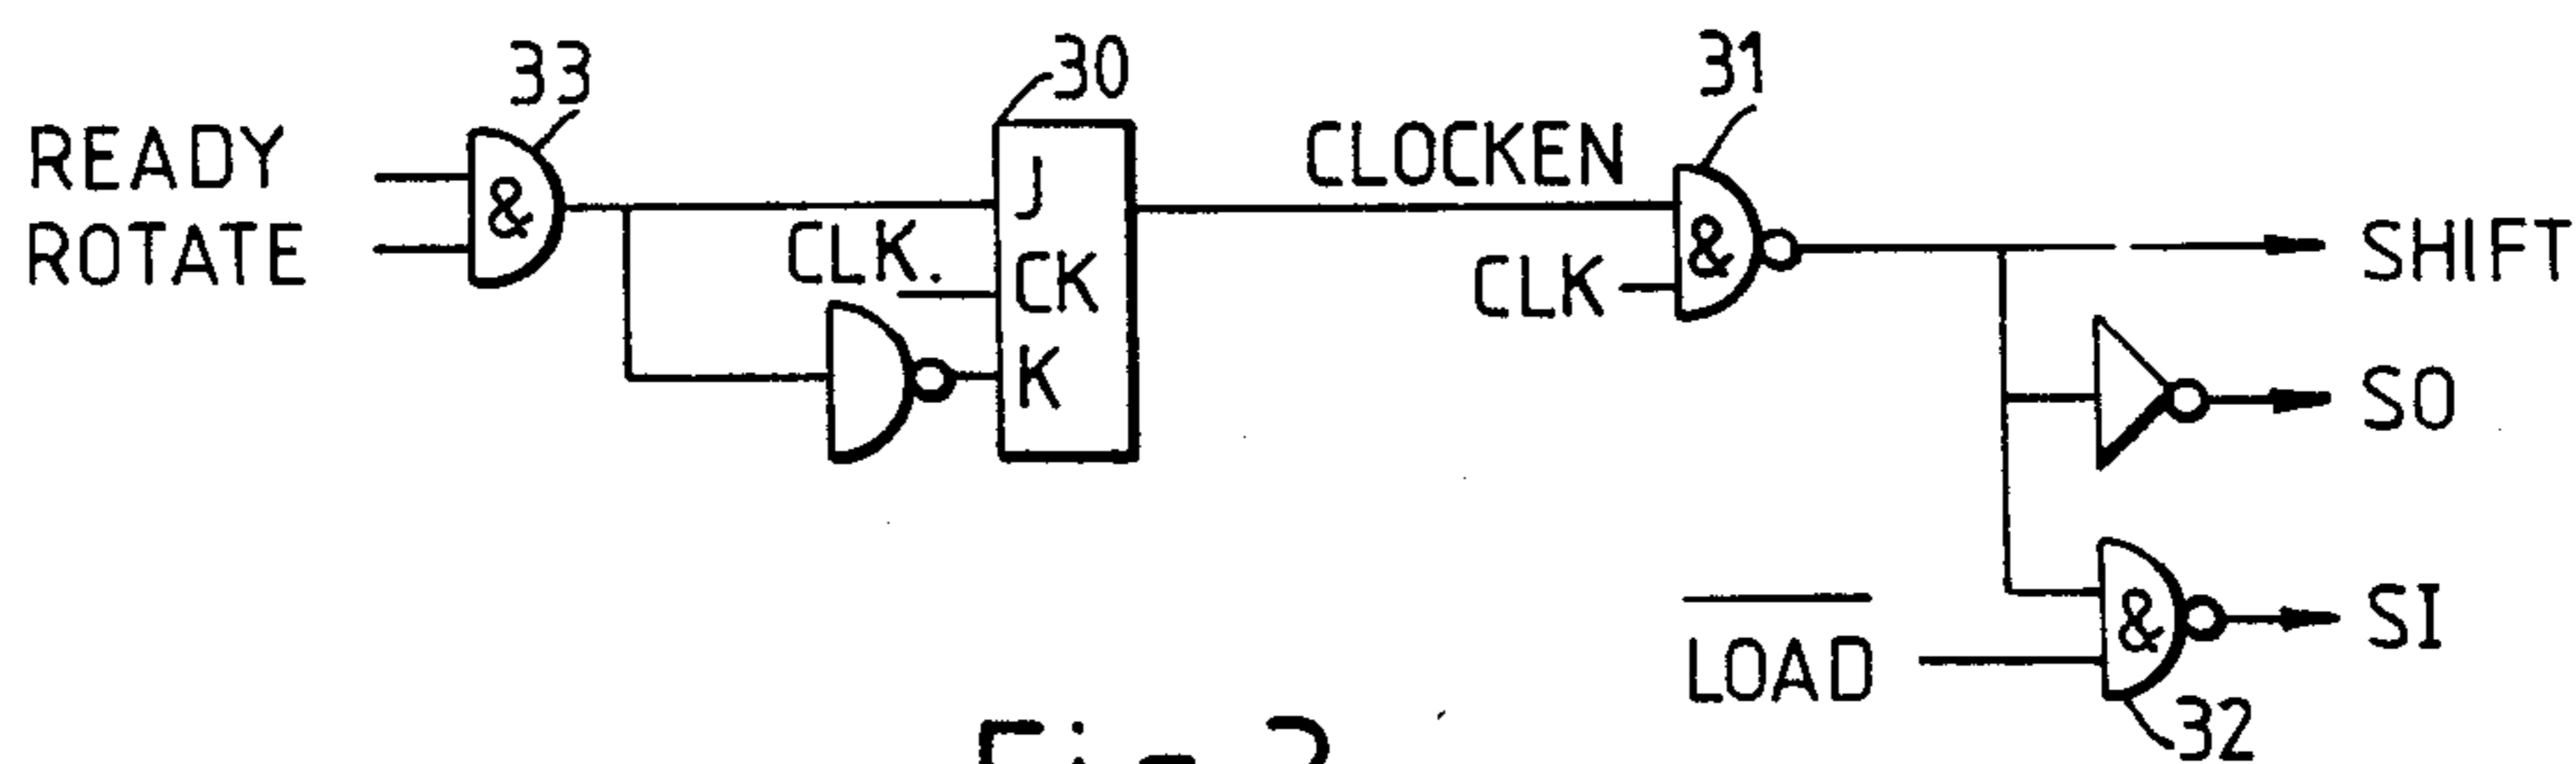 33
30
31
READY
ROTATE
&
J
CLK.
CK
K
CLOCKEN
CLK
&
SHIFT
SO
LOAD
&
SI
32